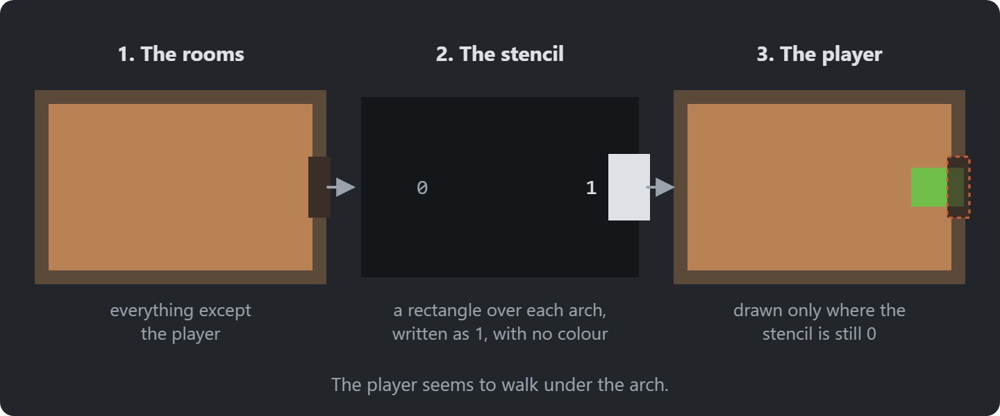 1. The rooms
2. The stencil
3. The player
0
1
everything except
the player
a rectangle over each arch,
written as 1, with no colour
drawn only where the
stencil is still 0
The player seems to walk under the arch.